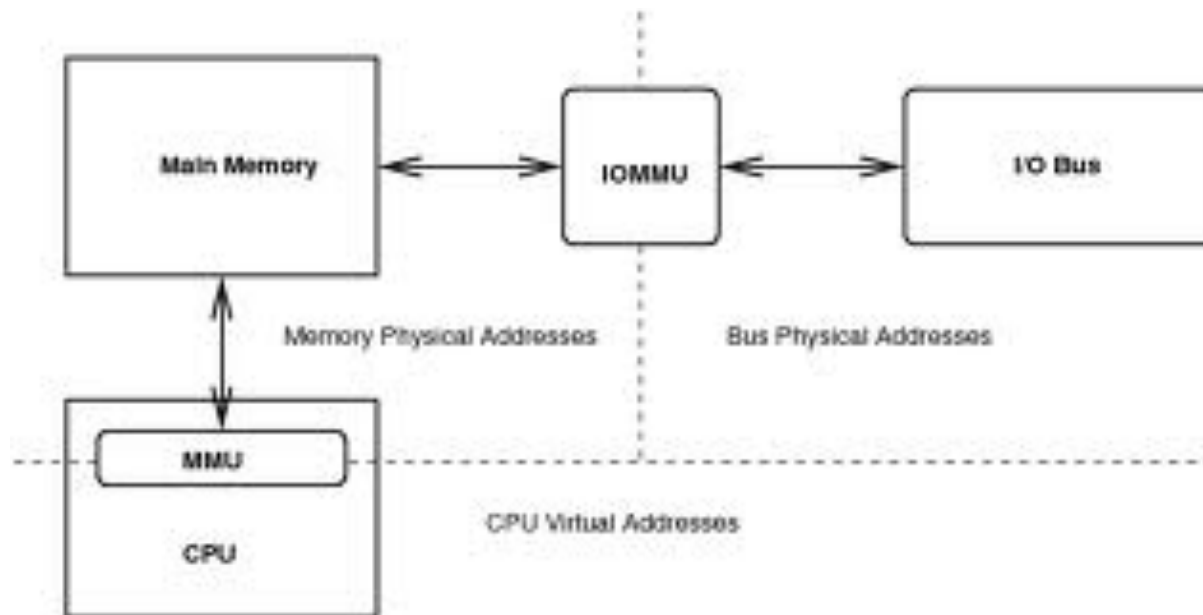 Main Memory
IOMMU
I/O Bus
Memory Physical Addresses
Bus Physical Addresses
MMU
CPU Virtual Addresses
CPU